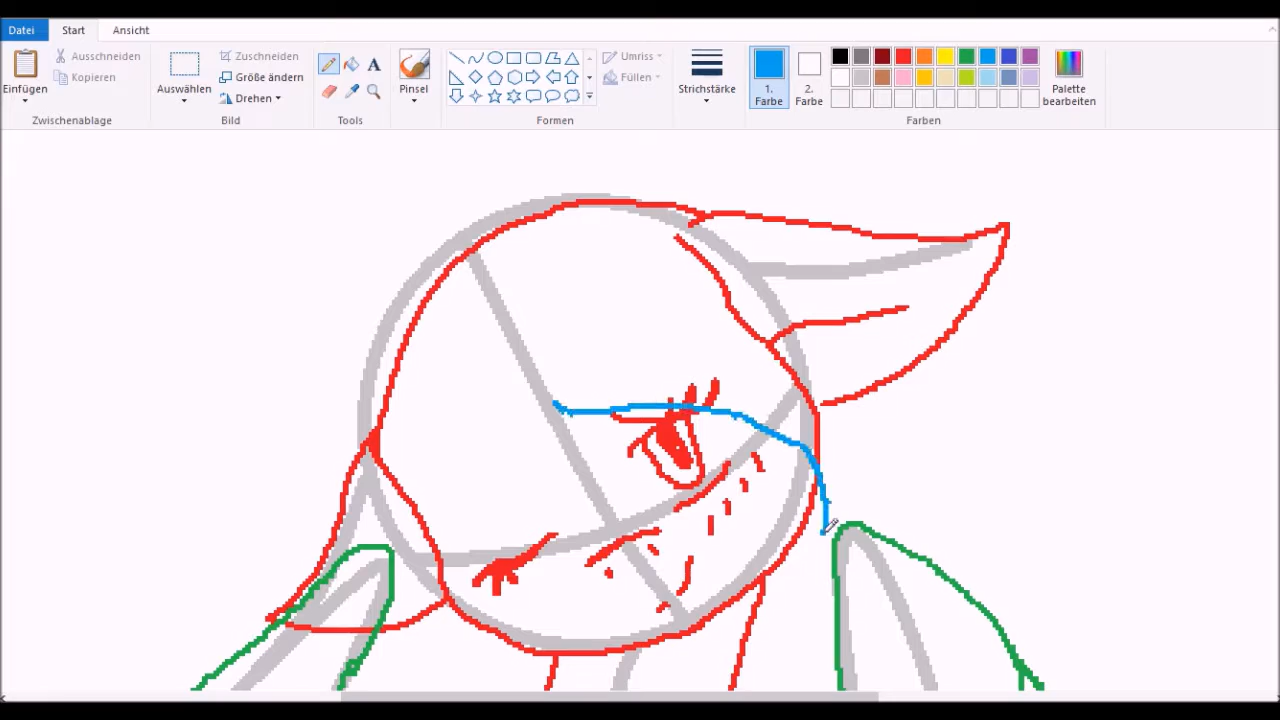 Datei Start Ansicht
Einfügen
Ausschneiden
Kopieren
Zwischenablage
Auswählen
Zuschneiden
Größe ändern
Drehen
Bild
A
Tools
Pinsel
Umriss
Füllen
Formen
Strichstärke
1.
Farbe
2.
Farbe
Palette
bearbeiten
Farben